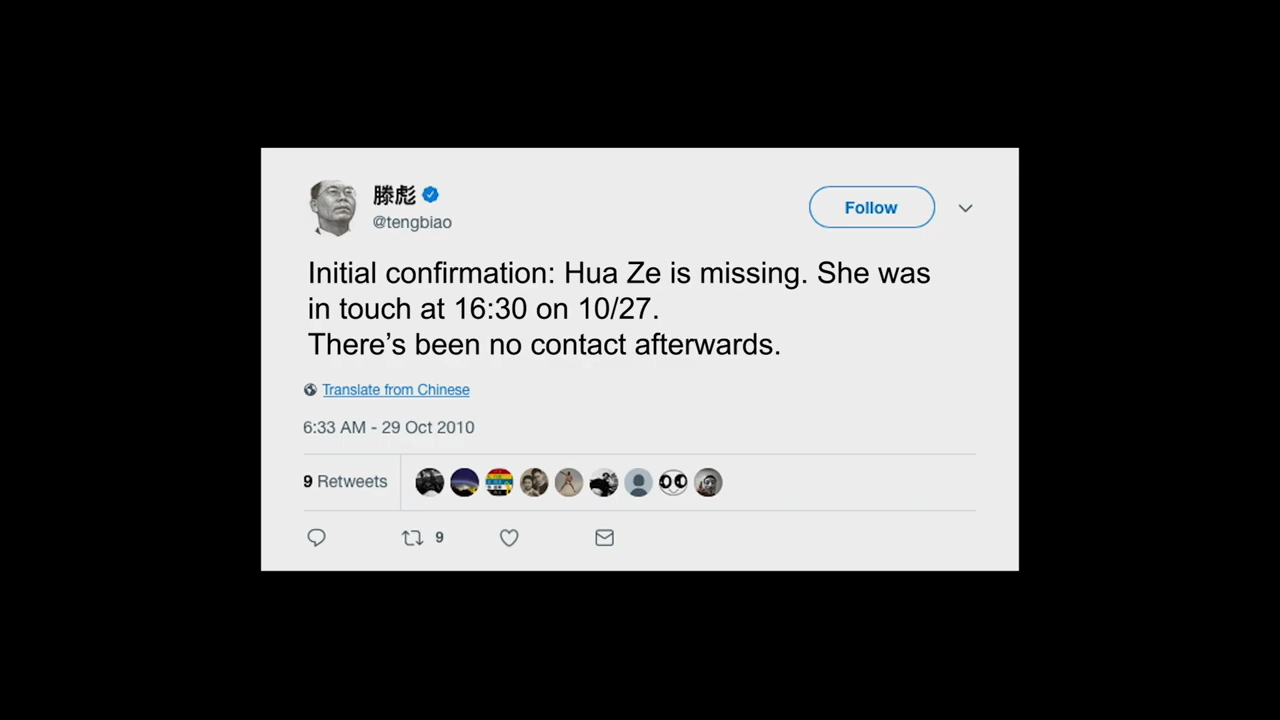 滕彪
@tengbiao
Follow
Initial confirmation: Hua Ze is missing. She was
in touch at 16:30 on 10/27.
There’s been no contact afterwards.
Translate from Chinese
6:33 AM - 29 Oct 2010
9 Retweets
9